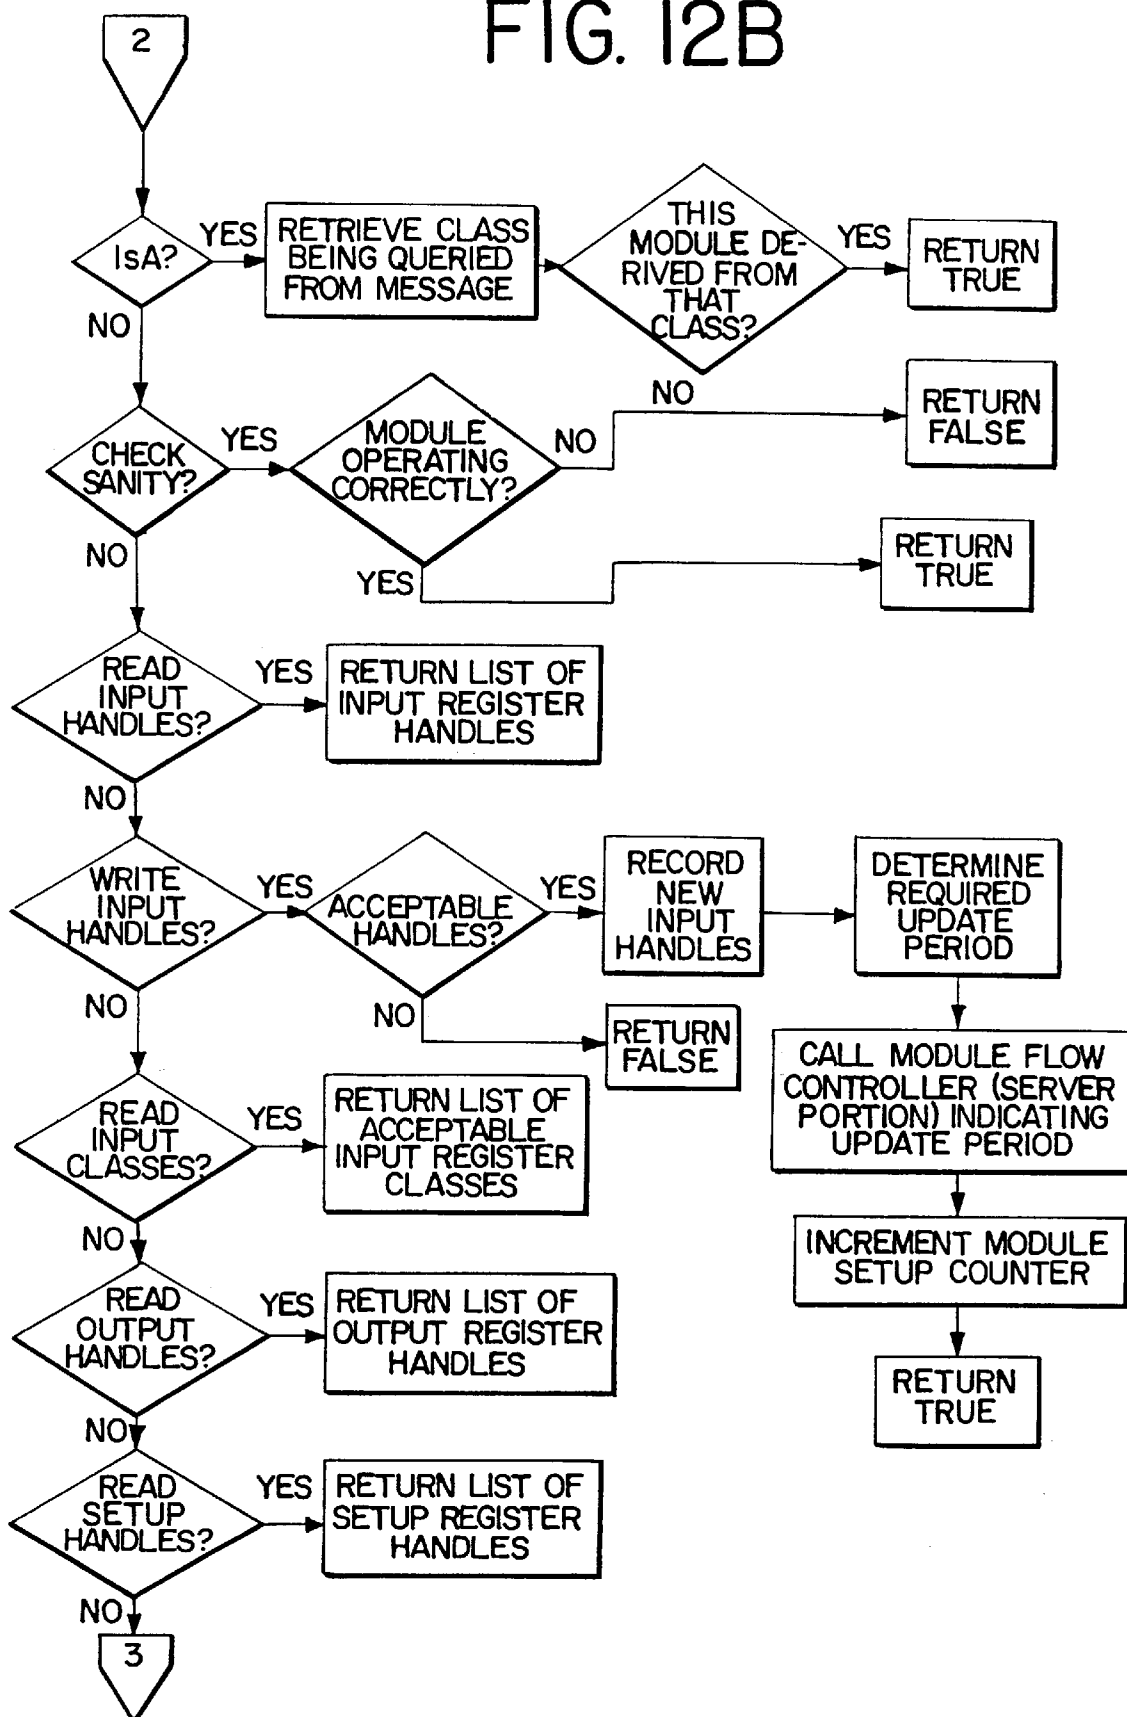 FIG. 12B
2
IsA?
YES
RETRIEVE CLASS
BEING QUERIED
FROM MESSAGE
THIS
MODULE DE-
RIVED FROM
THAT
CLASS?
YES
RETURN
TRUE
NO
NO
RETURN
FALSE
CHECK
SANITY?
YES
MODULE
OPERATING
CORRECTLY?
NO
YES
RETURN
TRUE
NO
READ
INPUT
HANDLES?
YES
RETURN LIST OF
INPUT REGISTER
HANDLES
NO
WRITE
INPUT
HANDLES?
YES
ACCEPTABLE
HANDLES?
YES
RECORD
NEW
INPUT
HANDLES
DETERMINE
REQUIRED
UPDATE
PERIOD
NO
RETURN
FALSE
CALL MODULE FLOW
CONTROLLER (SERVER
PORTION) INDICATING
UPDATE PERIOD
INCREMENT MODULE
SETUP COUNTER
RETURN
TRUE
NO
READ
INPUT
CLASSES?
YES
RETURN LIST OF
ACCEPTABLE
INPUT REGISTER
CLASSES
NO
READ
OUTPUT
HANDLES?
YES
RETURN LIST OF
OUTPUT REGISTER
HANDLES
NO
READ
SETUP
HANDLES?
YES
RETURN LIST OF
SETUP REGISTER
HANDLES
NO
3